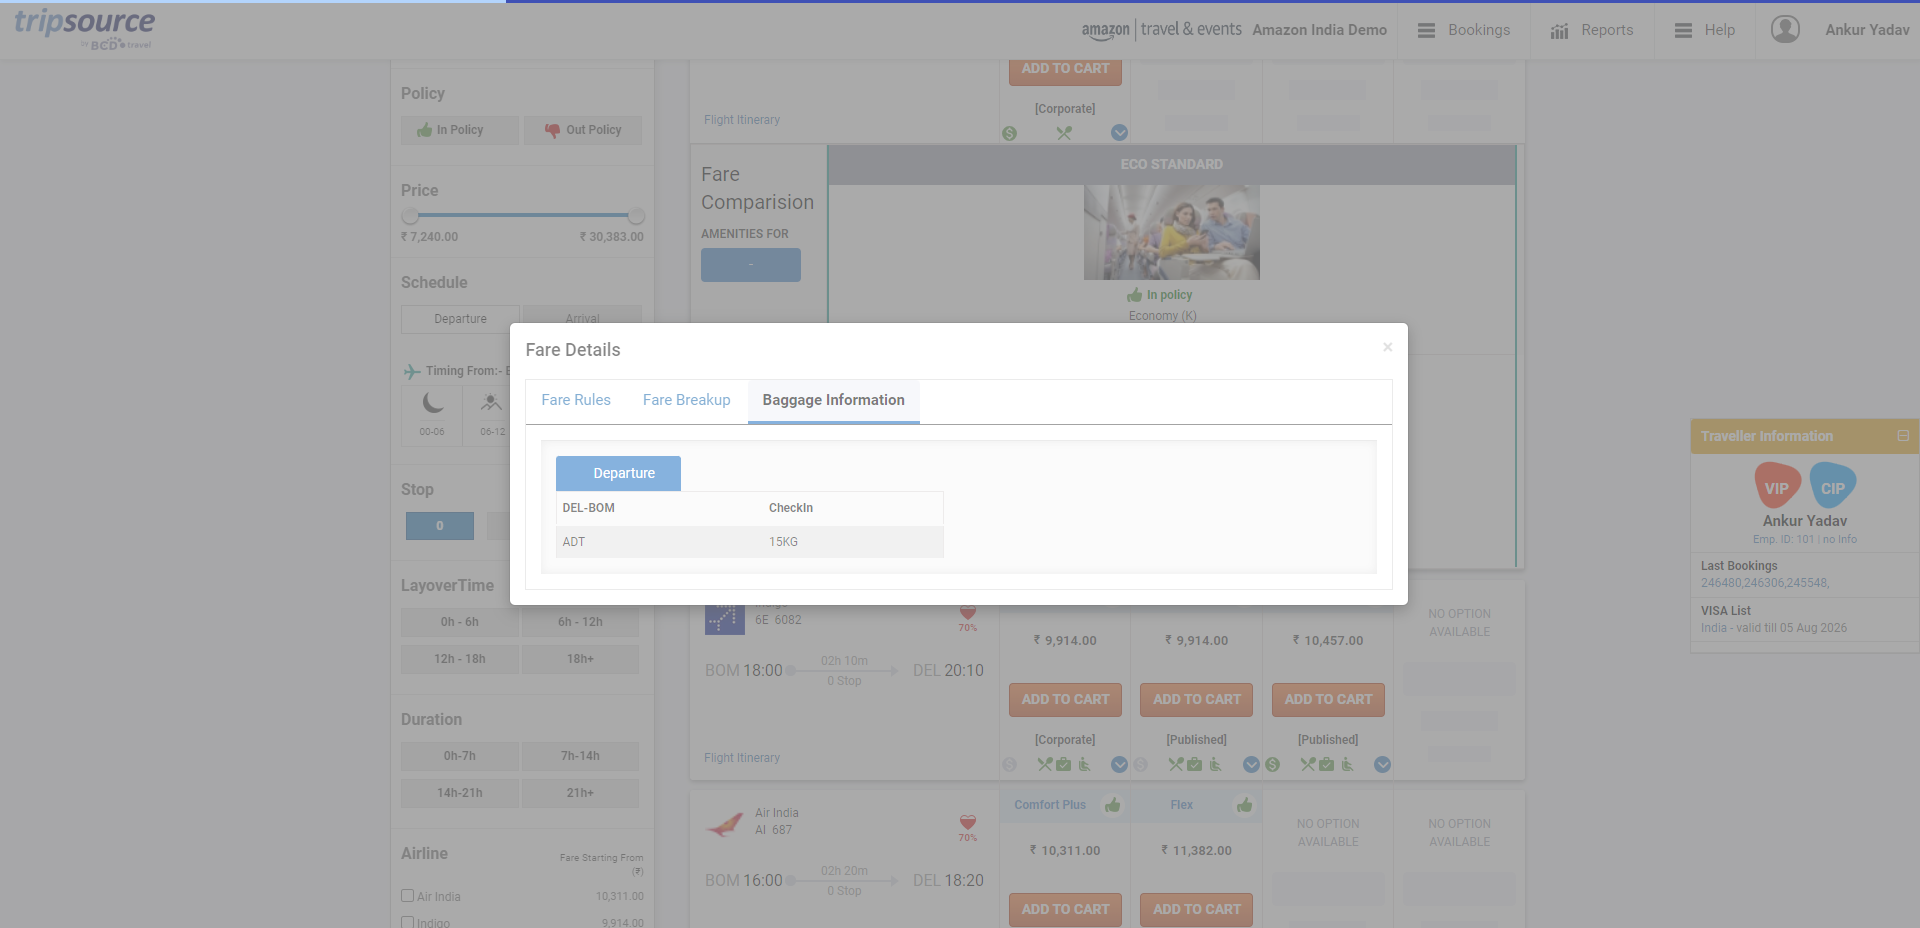 tripsource
by BCD travel
amazon travel & events
Amazon India Demo
Bookings
Reports
Help
Ankur Yadav
Policy
In Policy
Out Policy
Price
₹ 7,240.00
₹ 30,383.00
Schedule
Departure
Arrival
Timing From:-
00-06
06-12
Stop
0
LayoverTime
0h - 6h
6h - 12h
12h - 18h
18h+
Duration
0h-7h
7h-14h
14h-21h
21h+
Airline
Fare Starting From
(₹)
Air India
10,311.00
Indigo
9,914.00
ADD TO CART
[Corporate]
Flight Itinerary
Fare
Comparision
AMENITIES FOR
-
ECO STANDARD
In policy
Economy (K)
Fare Details
×
Fare Rules
Fare Breakup
Baggage Information
Departure
DEL-BOM
CheckIn
ADT
15KG
6E 6082
70%
BOM 18:00
02h 10m
0 Stop
DEL 20:10
Flight Itinerary
₹ 9,914.00
₹ 9,914.00
₹ 10,457.00
NO OPTION
AVAILABLE
ADD TO CART
ADD TO CART
ADD TO CART
[Corporate]
[Published]
[Published]
Air India
AI 687
70%
BOM 16:00
02h 20m
0 Stop
DEL 18:20
Comfort Plus
Flex
₹ 10,311.00
₹ 11,382.00
NO OPTION
AVAILABLE
NO OPTION
AVAILABLE
ADD TO CART
ADD TO CART
Traveller Information
VIP
CIP
Ankur Yadav
Emp. ID: 101 | no Info
Last Bookings
246480,246306,245548,
VISA List
India - valid till 05 Aug 2026